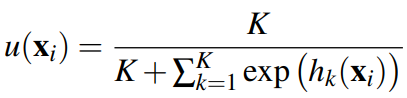 u(𝐱ᵢ) = K / (K + ∑ₖ₌₁ᴷ exp (hₖ(𝐱ᵢ)))